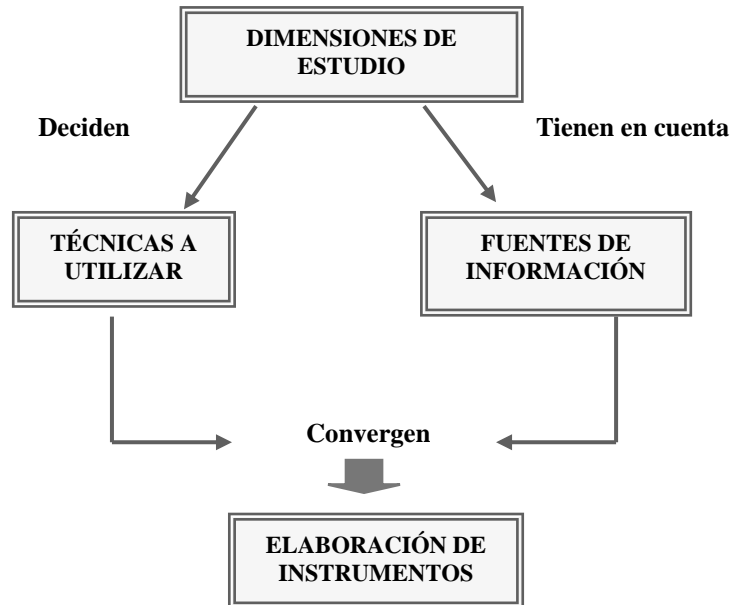 DIMENSIONES DE
ESTUDIO
Deciden
Tienen en cuenta
TÉCNICAS A
UTILIZAR
FUENTES DE
INFORMACIÓN
Convergen
ELABORACIÓN DE
INSTRUMENTOS